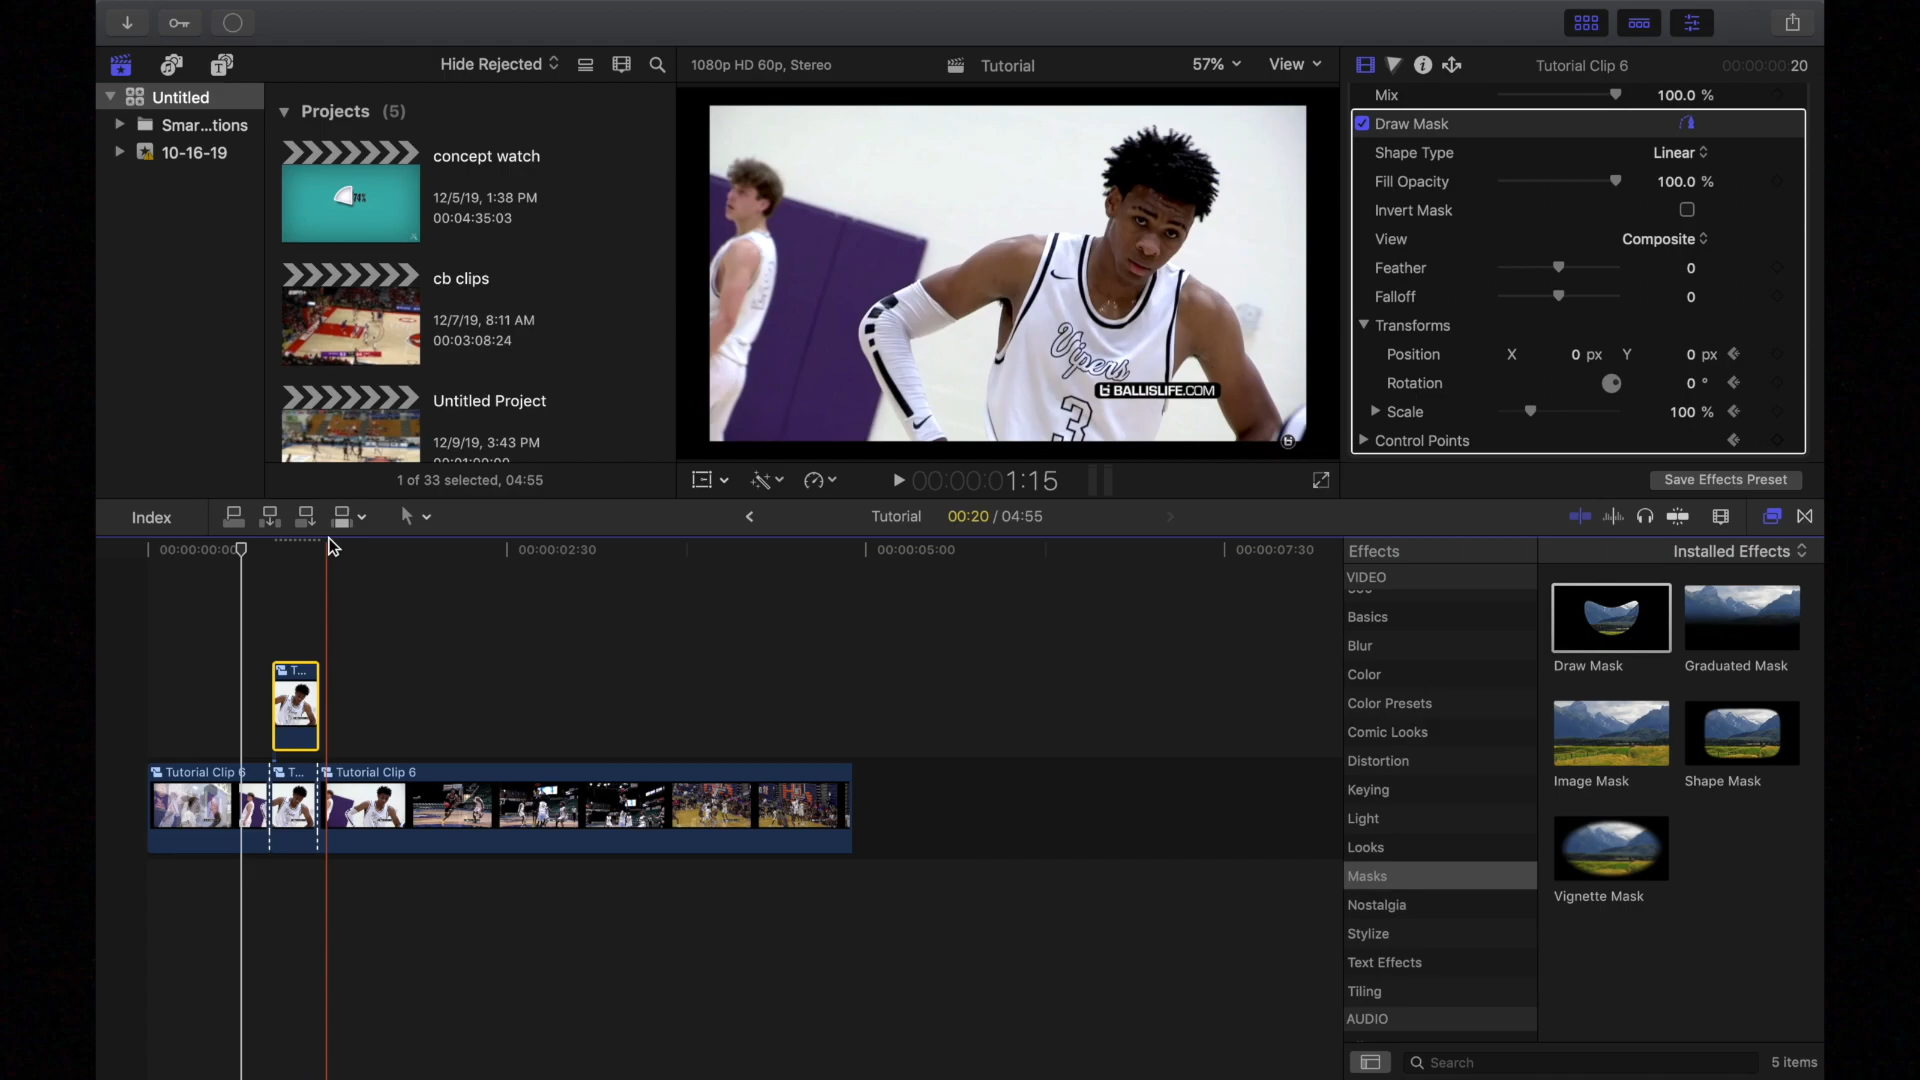 Hide Rejected
1080p HD 60p, Stereo
Tutorial
57%
View
Tutorial Clip 6
00:00:00:20
Untitled
Smar...tions
10-16-19
Projects (5)
concept watch
12/5/19, 1:38 PM
00:04:35:03
74%
cb clips
12/7/19, 8:11 AM
00:03:08:24
Untitled Project
12/9/19, 3:43 PM
1 of 33 selected, 04:55
Vipers
3
BALLISLIFE.COM
00:00:01:15
Mix
100.0 %
Draw Mask
Shape Type
Linear
Fill Opacity
100.0 %
Invert Mask
View
Composite
Feather
0
Falloff
0
Transforms
Position
X
0 px
Y
0 px
Rotation
0 °
Scale
100 %
Control Points
Save Effects Preset
Index
Tutorial
00:20 / 04:55
00:00:00:00
00:00:02:30
00:00:05:00
00:00:07:30
T...
Tutorial Clip 6
T...
Tutorial Clip 6
Effects
Installed Effects
VIDEO
Basics
Blur
Color
Color Presets
Comic Looks
Distortion
Keying
Light
Looks
Masks
Nostalgia
Stylize
Text Effects
Tiling
AUDIO
Draw Mask
Graduated Mask
Image Mask
Shape Mask
Vignette Mask
Search
5 items